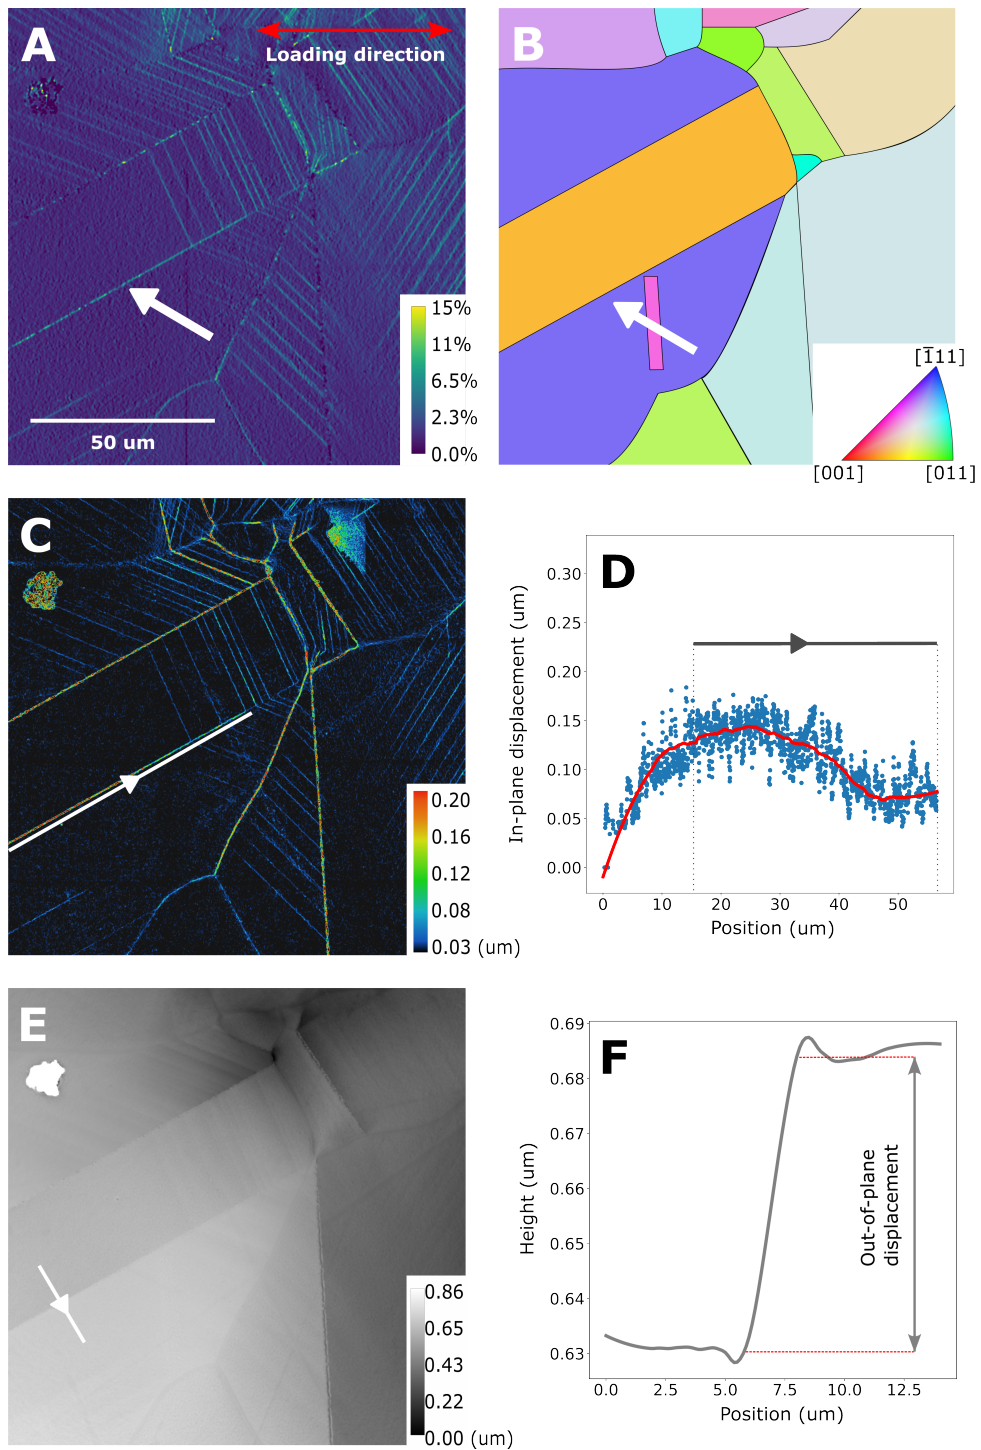 A
Loading direction
15%
11%
6.5%
2.3%
0.0%
50 um
B
[1̅11]
[001]
[011]
C
0.20
0.16
0.12
0.08
0.03 (um)
D
In-plane displacement (um)
0.30
0.25
0.20
0.15
0.10
0.05
0.00
0 10 20 30 40 50
Position (um)
E
0.86
0.65
0.43
0.22
0.00 (um)
F
Height (um)
0.69
0.68
0.67
0.66
0.65
0.64
0.63
Out-of-plane
displacement
0.0 2.5 5.0 7.5 10.0 12.5
Position (um)